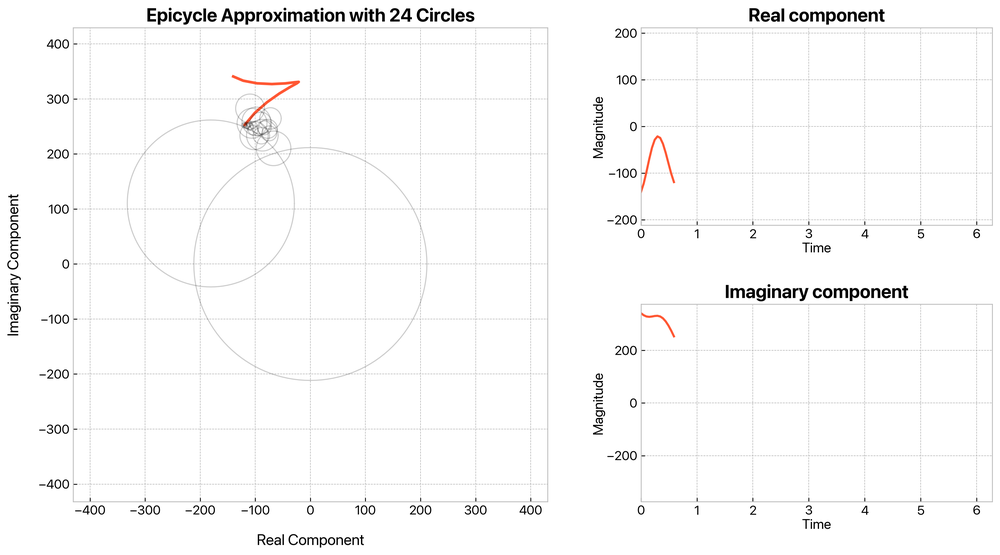 Epicycle Approximation with 24 Circles
400
300
200
100
0
−100
−200
−300
−400
Imaginary Component
−400 −300 −200 −100 0 100 200 300 400
Real Component
Real component
200
100
0
−100
−200
Magnitude
0 1 2 3 4 5 6
Time
Imaginary component
200
0
−200
Magnitude
0 1 2 3 4 5 6
Time